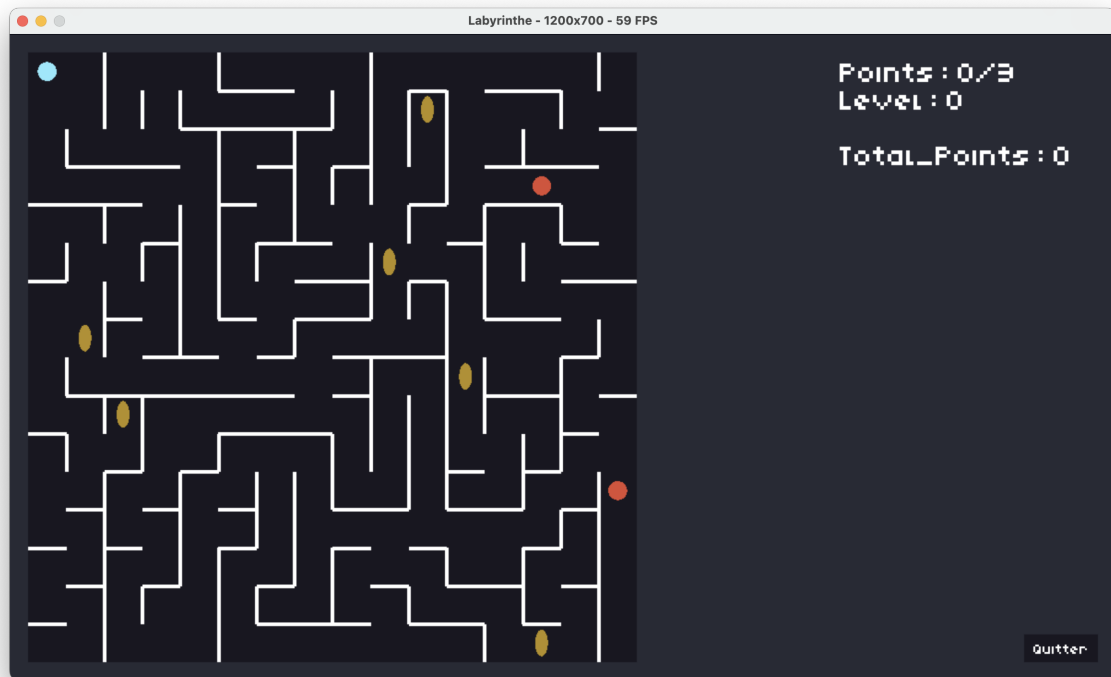 Labyrinthe - 1200x700 - 59 FPS
Points : 0/3
Level : 0
Total_Points : 0
Quitter